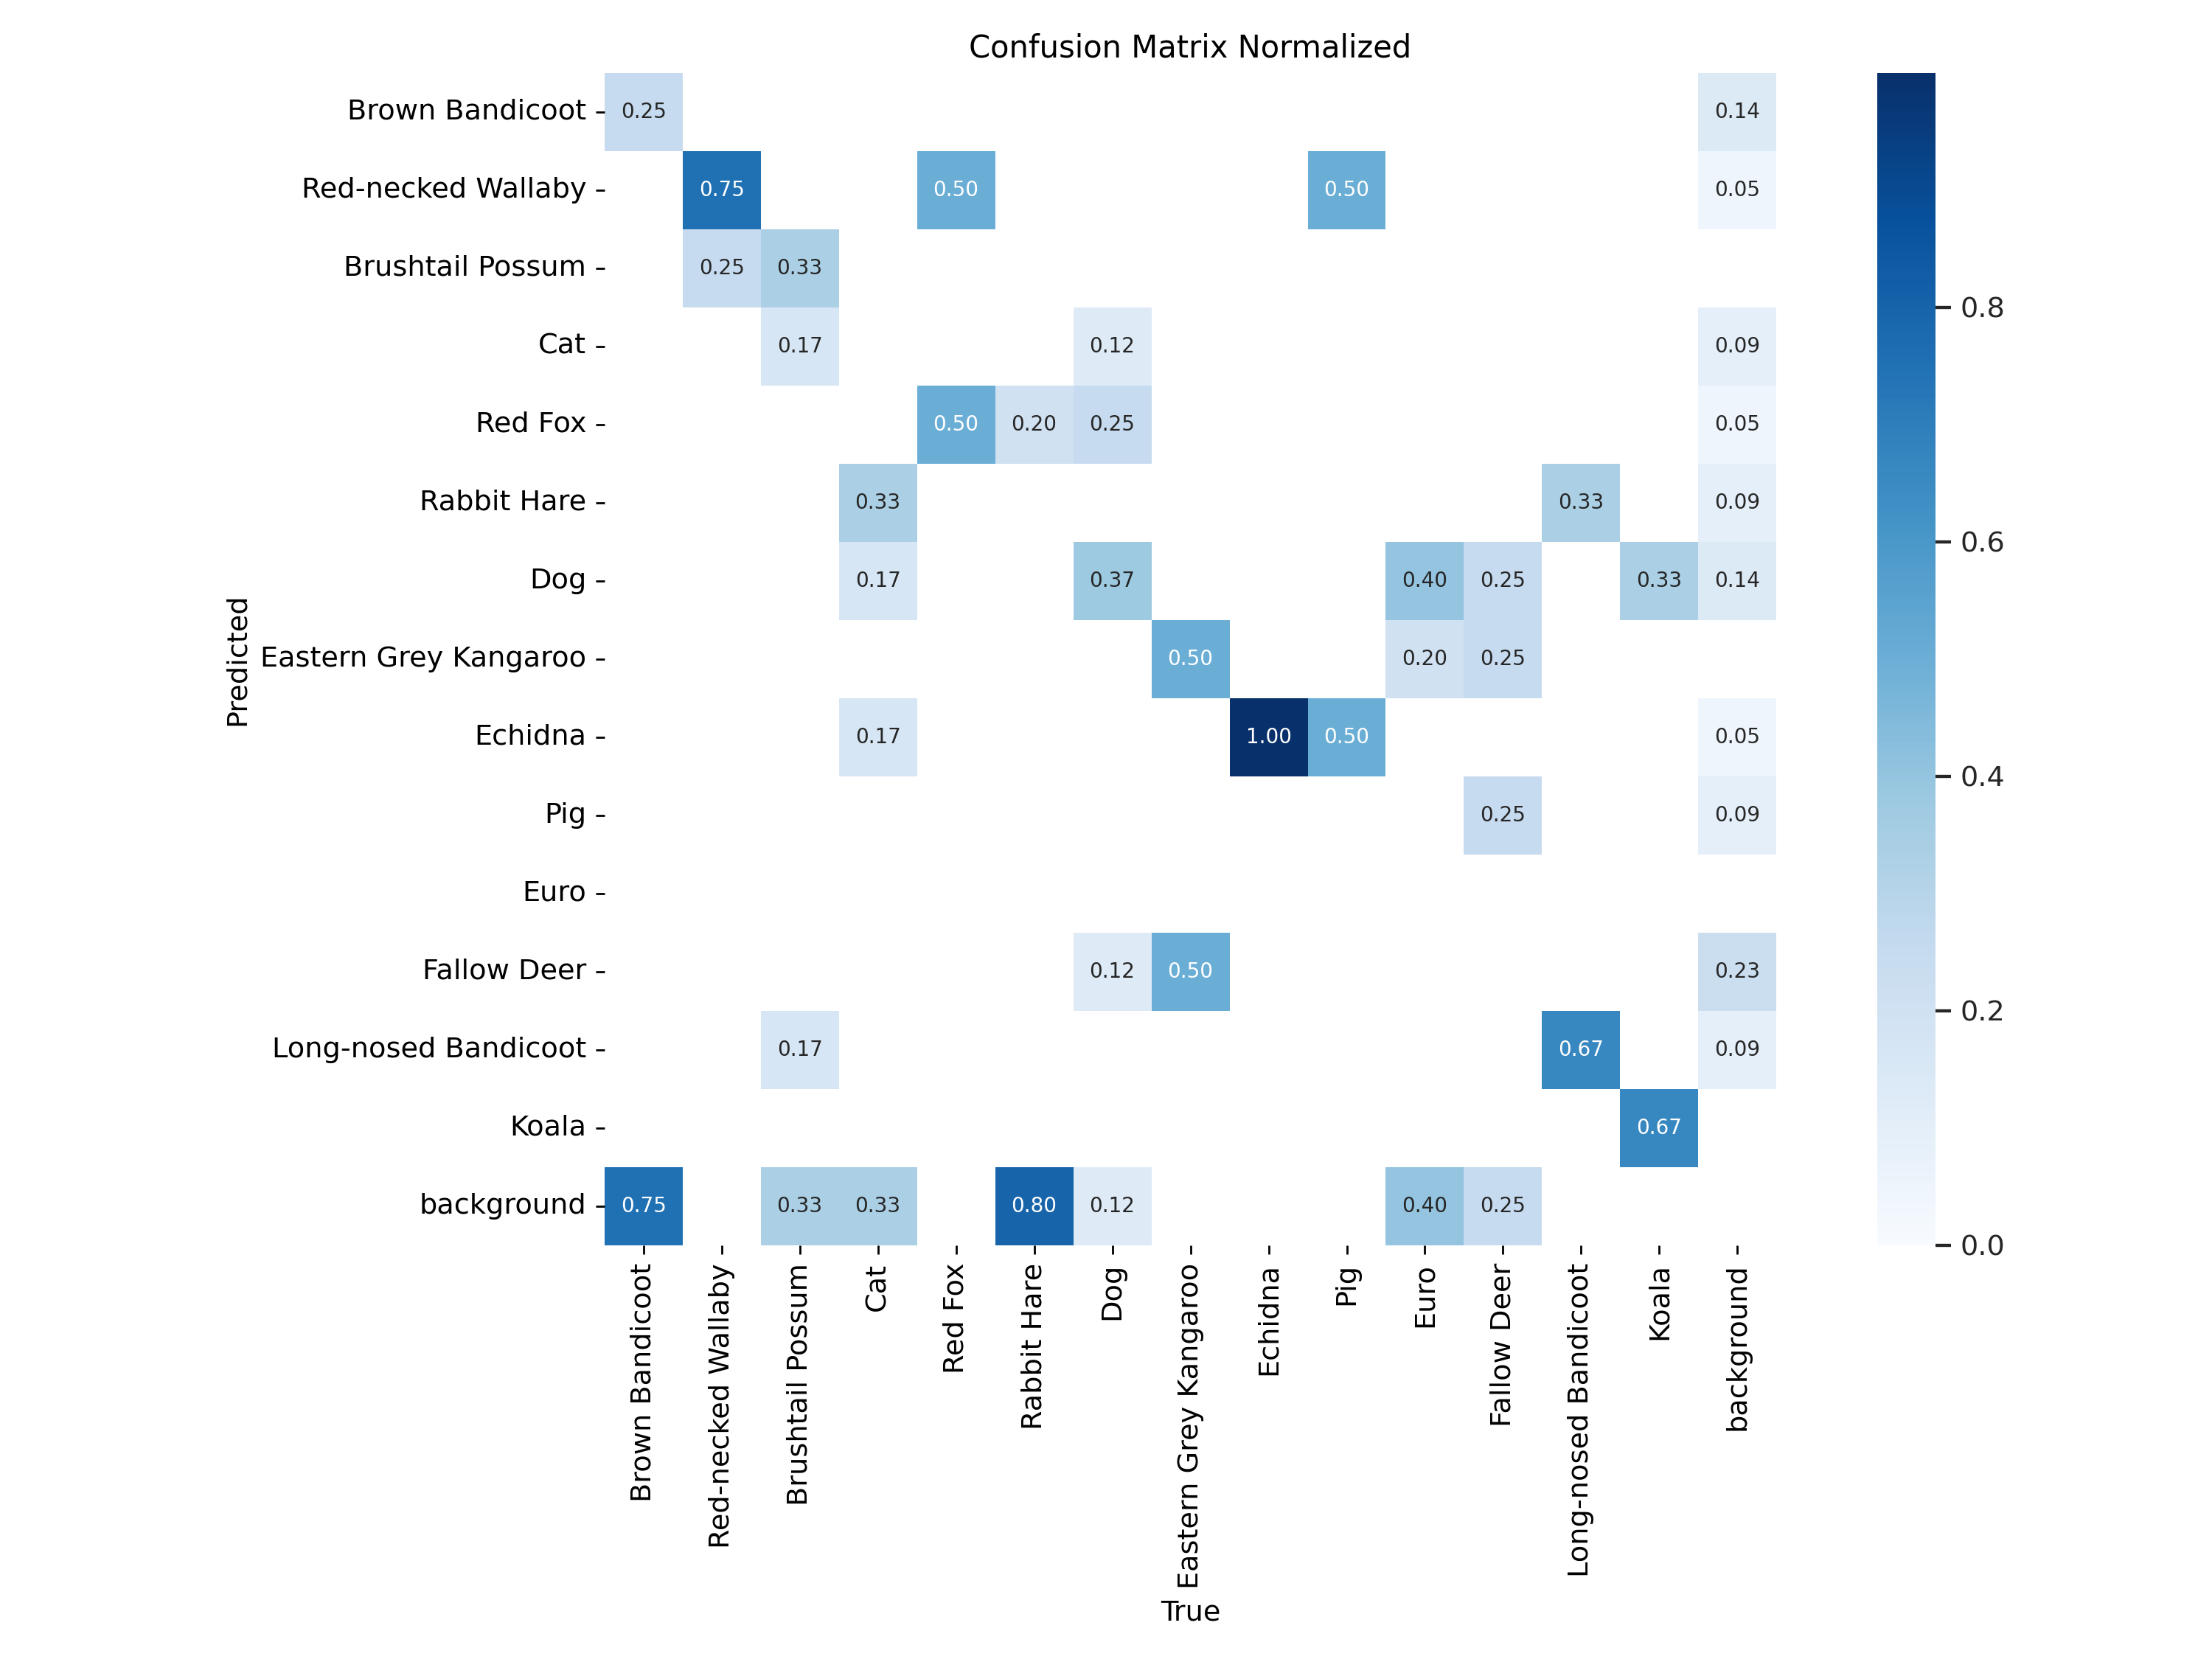 Confusion Matrix Normalized
Brown Bandicoot 0.25 0.14
Red-necked Wallaby 0.75 0.50 0.50 0.05
Brushtail Possum 0.25 0.33
0.8
Cat 0.17 0.12 0.09
Red Fox 0.50 0.20 0.25 0.05
Rabbit Hare 0.33 0.33 0.09
0.6
Dog 0.17 0.37 0.40 0.25 0.33 0.14
Predicted
Eastern Grey Kangaroo 0.50 0.20 0.25
Echidna 0.17 1.00 0.50 0.05
0.4
Pig 0.25 0.09
Euro
Fallow Deer 0.12 0.50 0.23
0.2
Long-nosed Bandicoot 0.17 0.67 0.09
Koala 0.67
background 0.75 0.33 0.33 0.80 0.12 0.40 0.25
0.0
Brown Bandicoot
Red-necked Wallaby
Brushtail Possum
Cat
Red Fox
Rabbit Hare
Dog
Eastern Grey Kangaroo
Echidna
Pig
Euro
Fallow Deer
Long-nosed Bandicoot
Koala
background
True